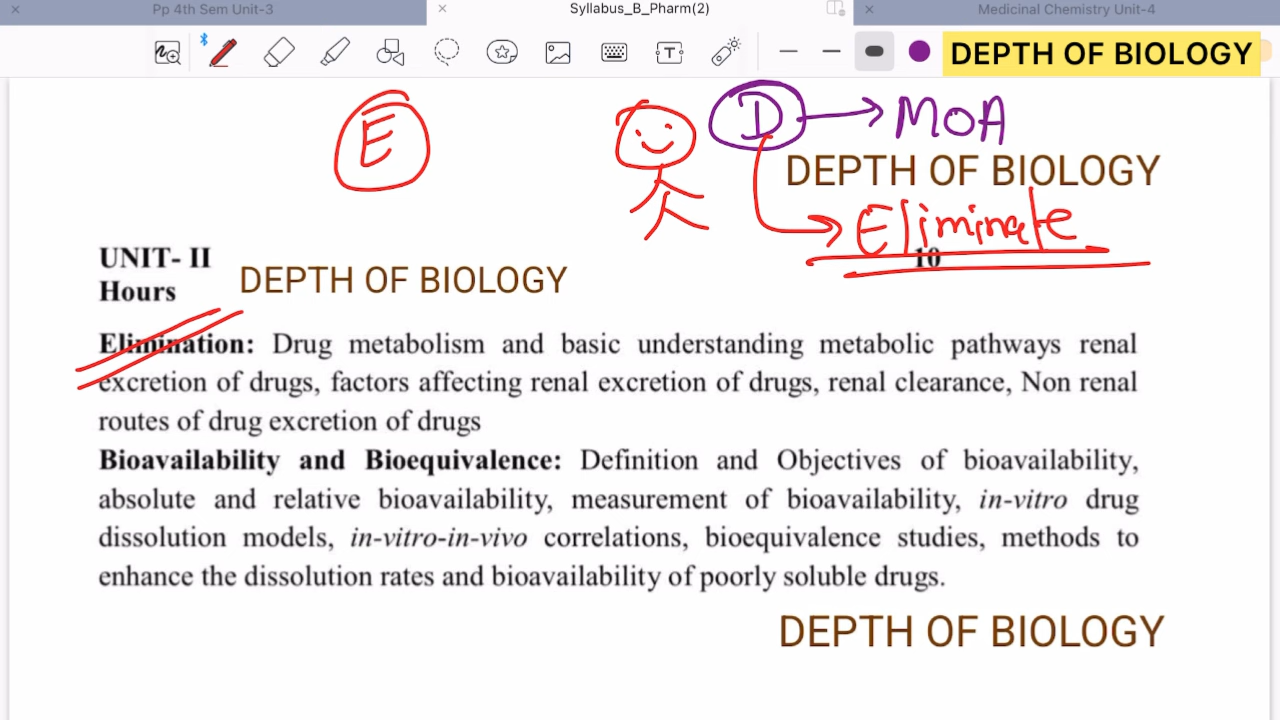 Pp 4th Sem Unit-3
Syllabus_B_Pharm(2)
Medicinal Chemistry Unit-4
T
DEPTH OF BIOLOGY
E
D → MOA
DEPTH OF BIOLOGY
Eliminate
UNIT- II
10
Hours
DEPTH OF BIOLOGY
Elimination: Drug metabolism and basic understanding metabolic pathways renal
excretion of drugs, factors affecting renal excretion of drugs, renal clearance, Non renal
routes of drug excretion of drugs
Bioavailability and Bioequivalence: Definition and Objectives of bioavailability,
absolute and relative bioavailability, measurement of bioavailability, in-vitro drug
dissolution models, in-vitro-in-vivo correlations, bioequivalence studies, methods to
enhance the dissolution rates and bioavailability of poorly soluble drugs.
DEPTH OF BIOLOGY